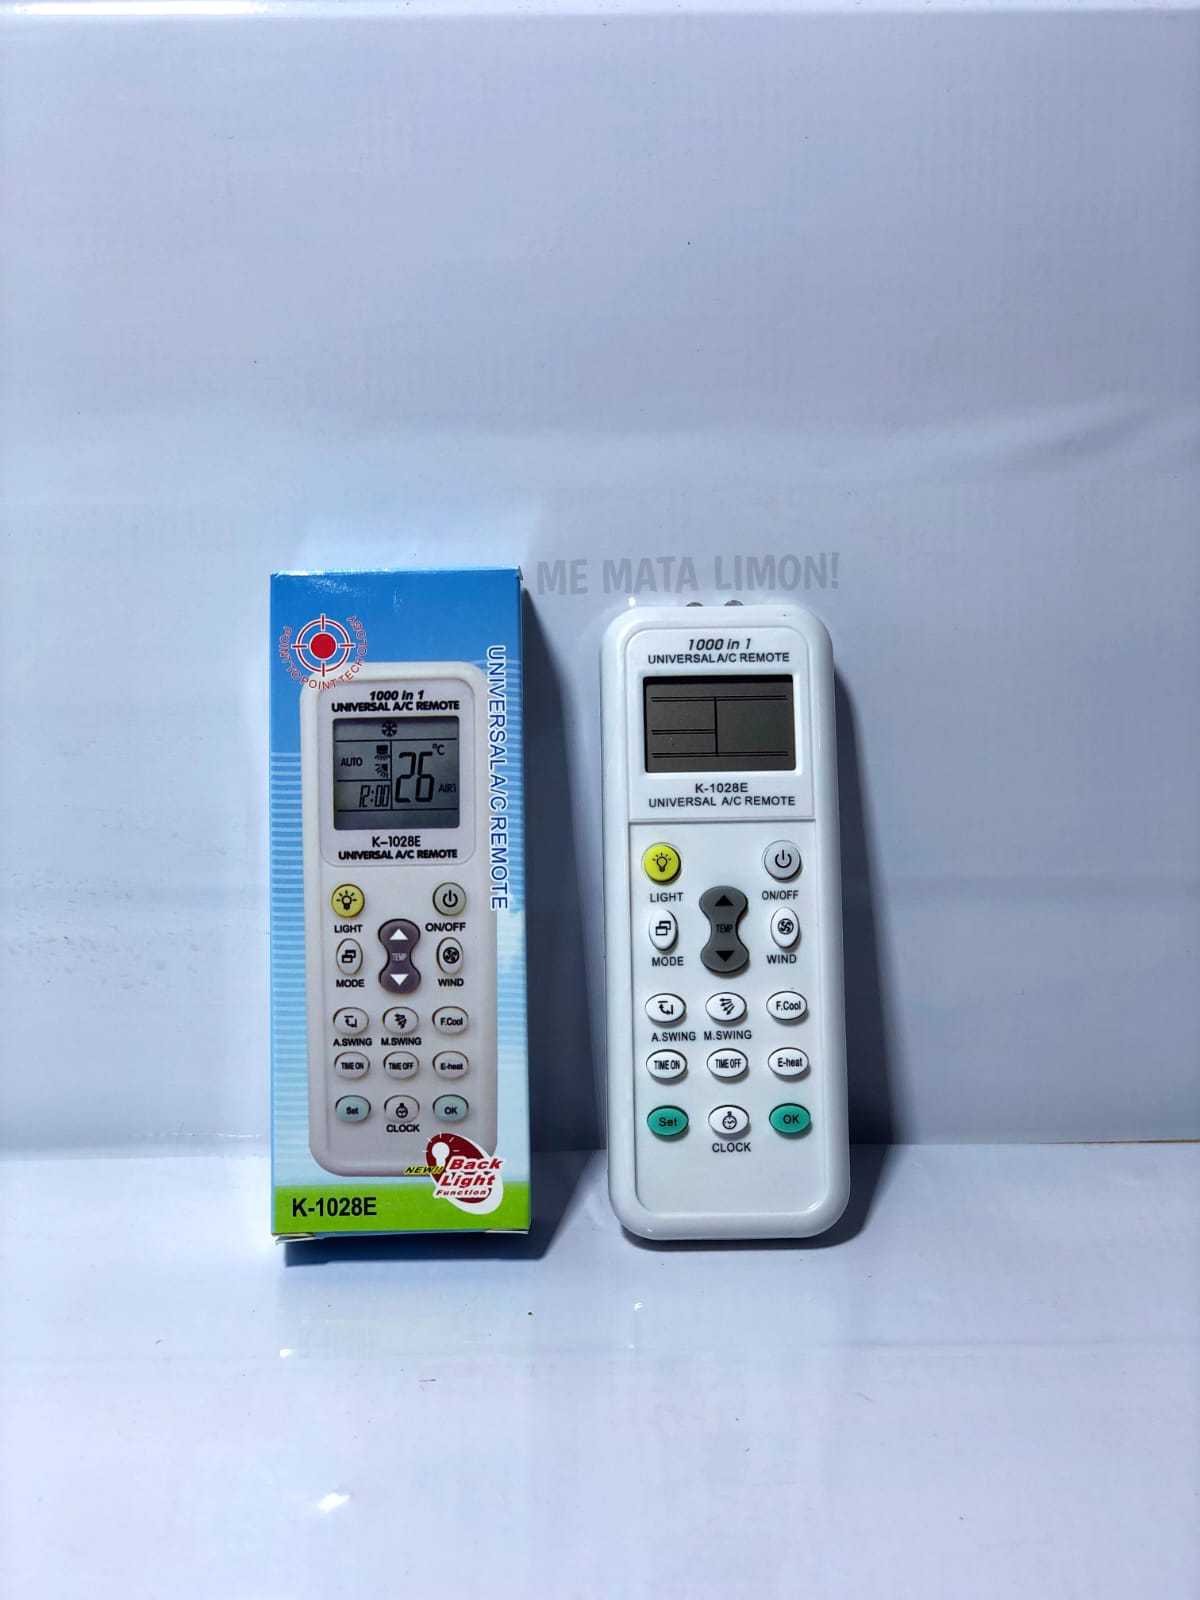 ME MATA LIMON!
POINT TO POINT TECHOLOGY
UNIVERSAL A/C REMOTE
1000 in 1
UNIVERSAL A/C REMOTE
AUTO
26
°C
12:00
AIR1
K-1028E
UNIVERSAL A/C REMOTE
LIGHT
ON/OFF
TEMP
MODE
WIND
F.Cool
A.SWING
M.SWING
TIME ON
TIME OFF
E-heat
Set
OK
CLOCK
NEW!!
Back
Light
Function
K-1028E
1000 in 1
UNIVERSAL A/C REMOTE
K-1028E
UNIVERSAL A/C REMOTE
LIGHT
ON/OFF
TEMP
MODE
WIND
F.Cool
A.SWING
M.SWING
TIME ON
TIME OFF
E-heat
Set
OK
CLOCK